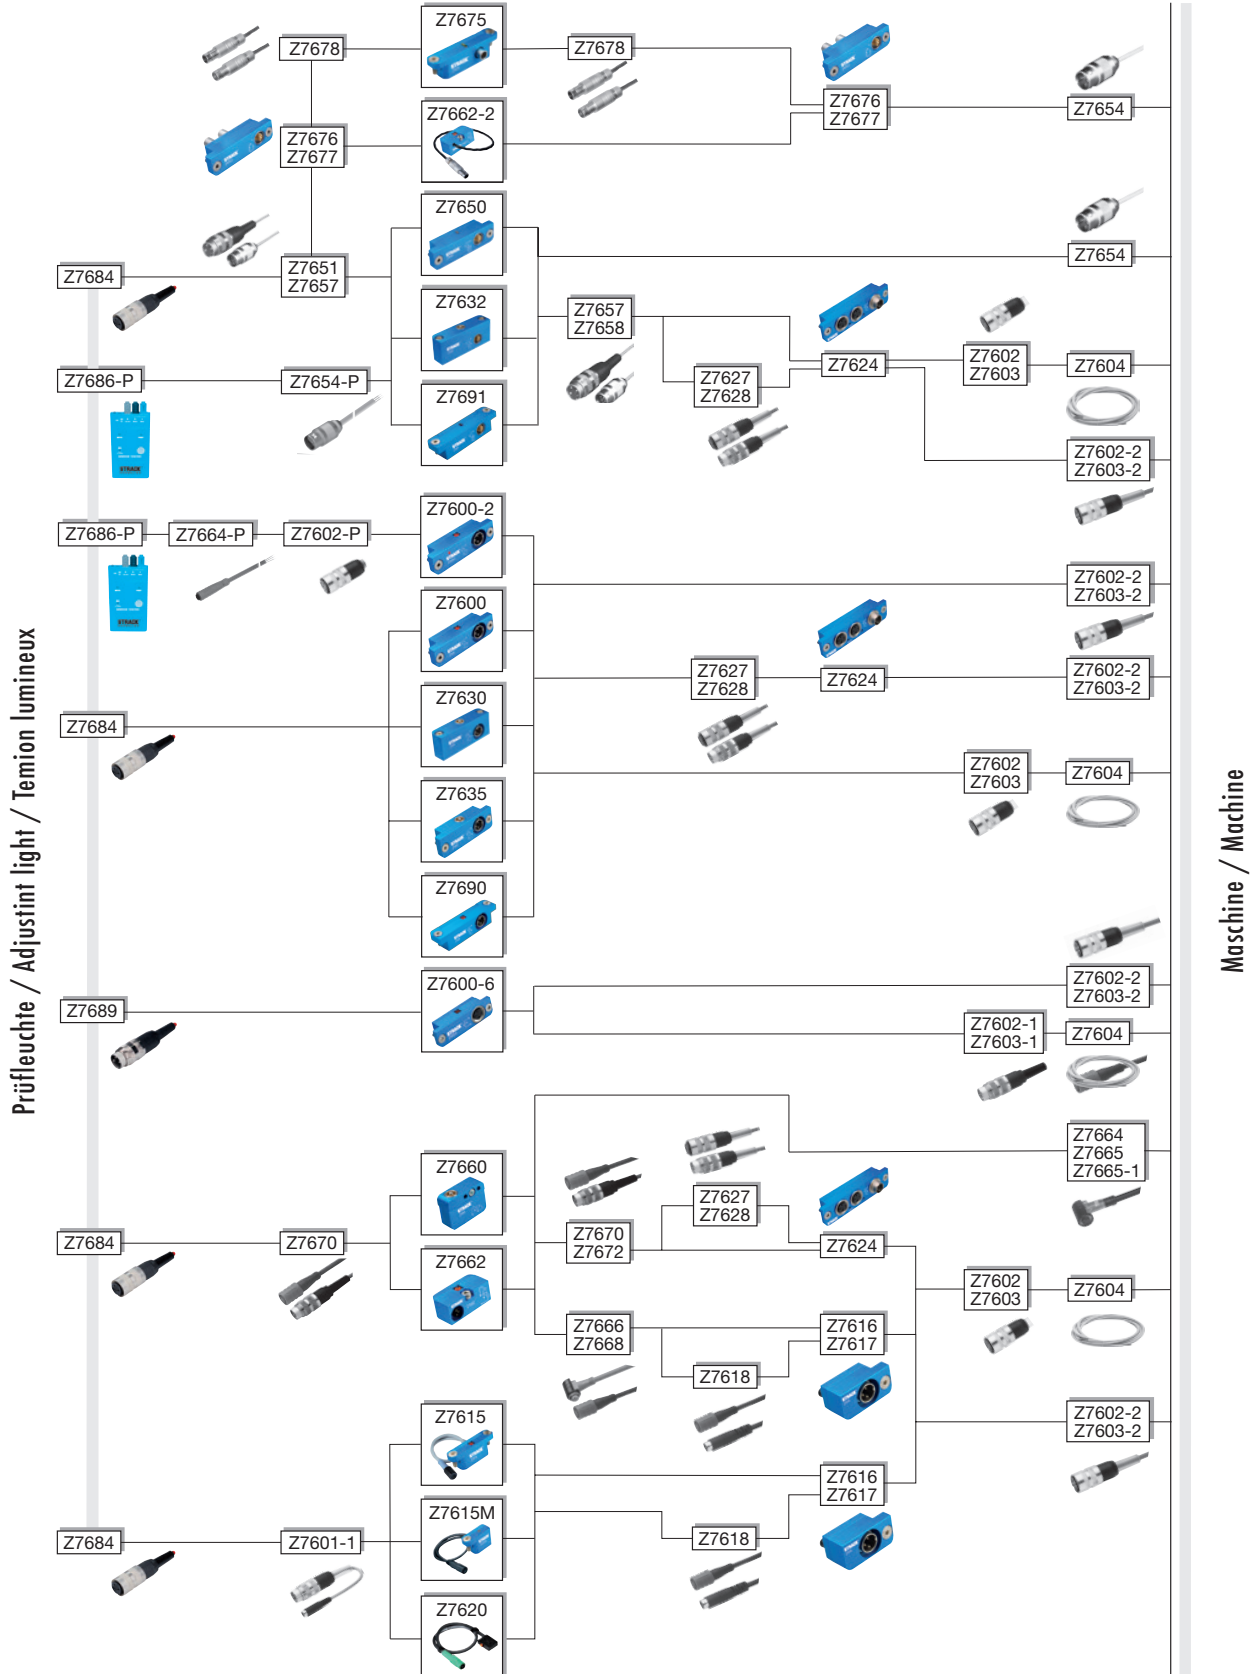 Z7675
Z7678
Z7678
Z7662-2
Z7676
Z7677
Z7676
Z7677
Z7654
Z7650
Z7654
Z7684
Z7651
Z7657
Z7632
Z7657
Z7658
Z7686-P
Z7654-P
Z7691
Z7627
Z7628
Z7624
Z7602
Z7603
Z7604
STRACK
Z7602-2
Z7603-2
Z7686-P
Z7664-P
Z7602-P
Z7600-2
STRACK
Z7602-2
Z7603-2
Z7600
Z7627
Z7628
Z7624
Z7602-2
Z7603-2
Z7684
Z7630
Z7602
Z7603
Z7604
Z7635
Z7690
Z7689
Z7600-6
Z7602-2
Z7603-2
Z7602-1
Z7603-1
Z7604
Z7664
Z7665
Z7665-1
Z7660
Z7627
Z7628
Z7684
Z7670
Z7670
Z7672
Z7624
Z7662
Z7602
Z7603
Z7604
Z7666
Z7668
Z7616
Z7617
Z7618
Z7615
Z7602-2
Z7603-2
Z7616
Z7617
Z7684
Z7601-1
Z7615M
Z7618
Z7620
Prüfleuchte / Adjustint light / Temion lumineux
Maschine / Machine